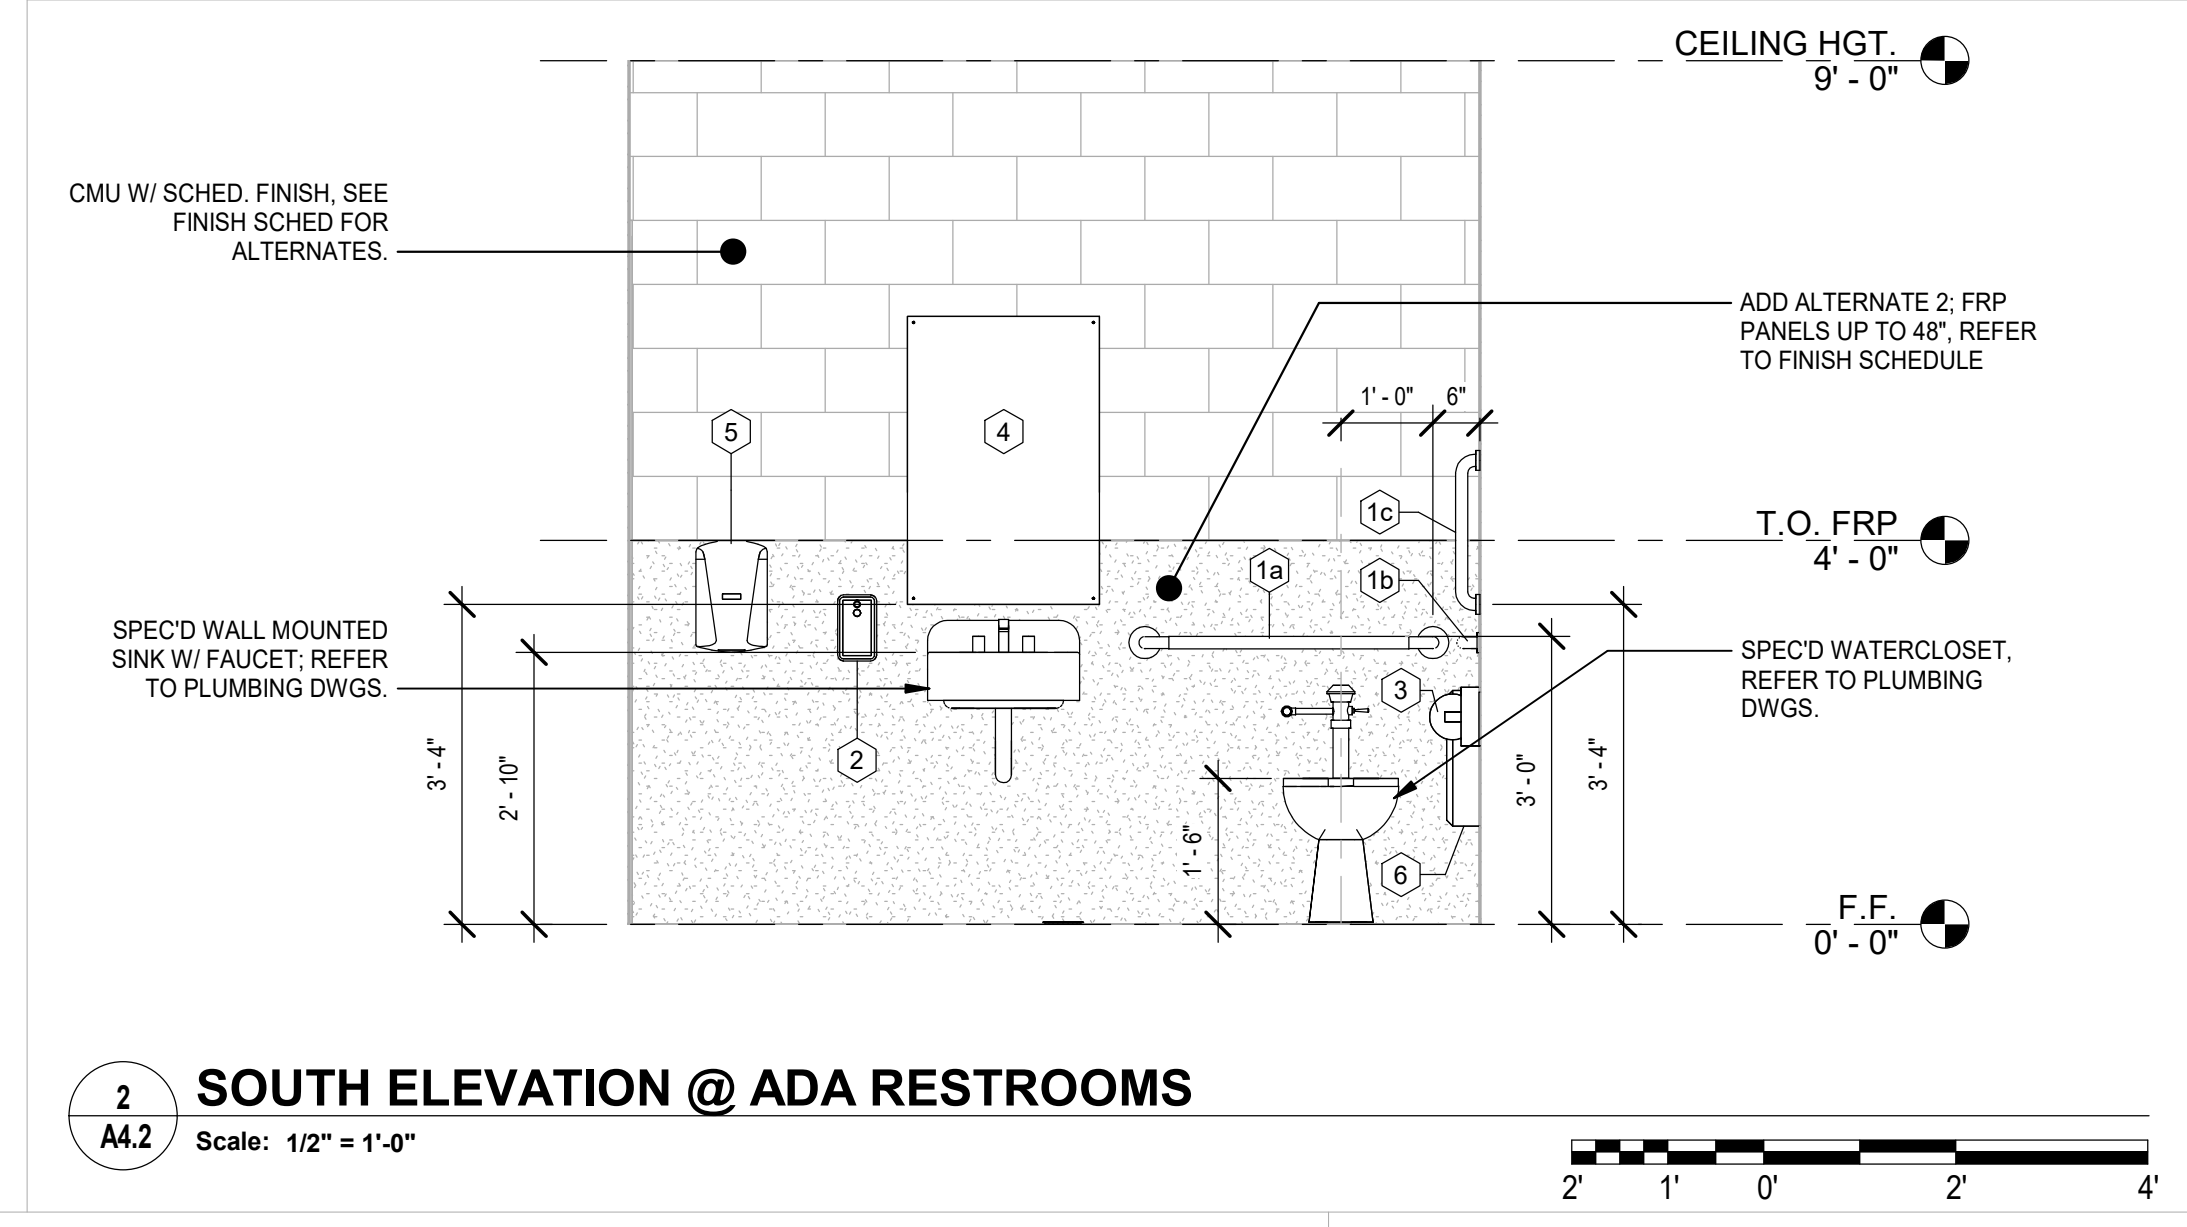 CEILING HGT.
9' - 0"
CMU W/ SCHED. FINISH, SEE
FINISH SCHED FOR
ALTERNATES.
ADD ALTERNATE 2; FRP
PANELS UP TO 48", REFER
TO FINISH SCHEDULE
1' - 0"
6"
5
4
1c
T.O. FRP
4' - 0"
1a
1b
SPEC'D WALL MOUNTED
SINK W/ FAUCET; REFER
TO PLUMBING DWGS.
SPEC'D WATERCLOSET,
REFER TO PLUMBING
DWGS.
3
2
3' - 4"
2' - 10"
1' - 6"
3' - 0"
3' - 4"
6
F.F.
0' - 0"
2
A4.2
SOUTH ELEVATION @ ADA RESTROOMS
Scale: 1/2" = 1'-0"
2' 1' 0' 2' 4'